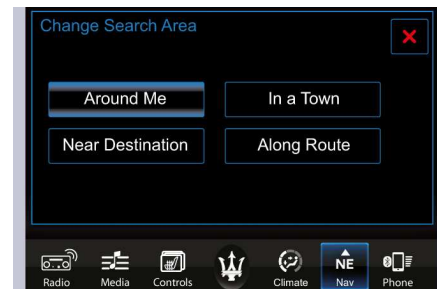 Change Search Area
Around Me
In a Town
Near Destination
Along Route
NE
Radio
Media
Controls
Climate
Nav
Phone